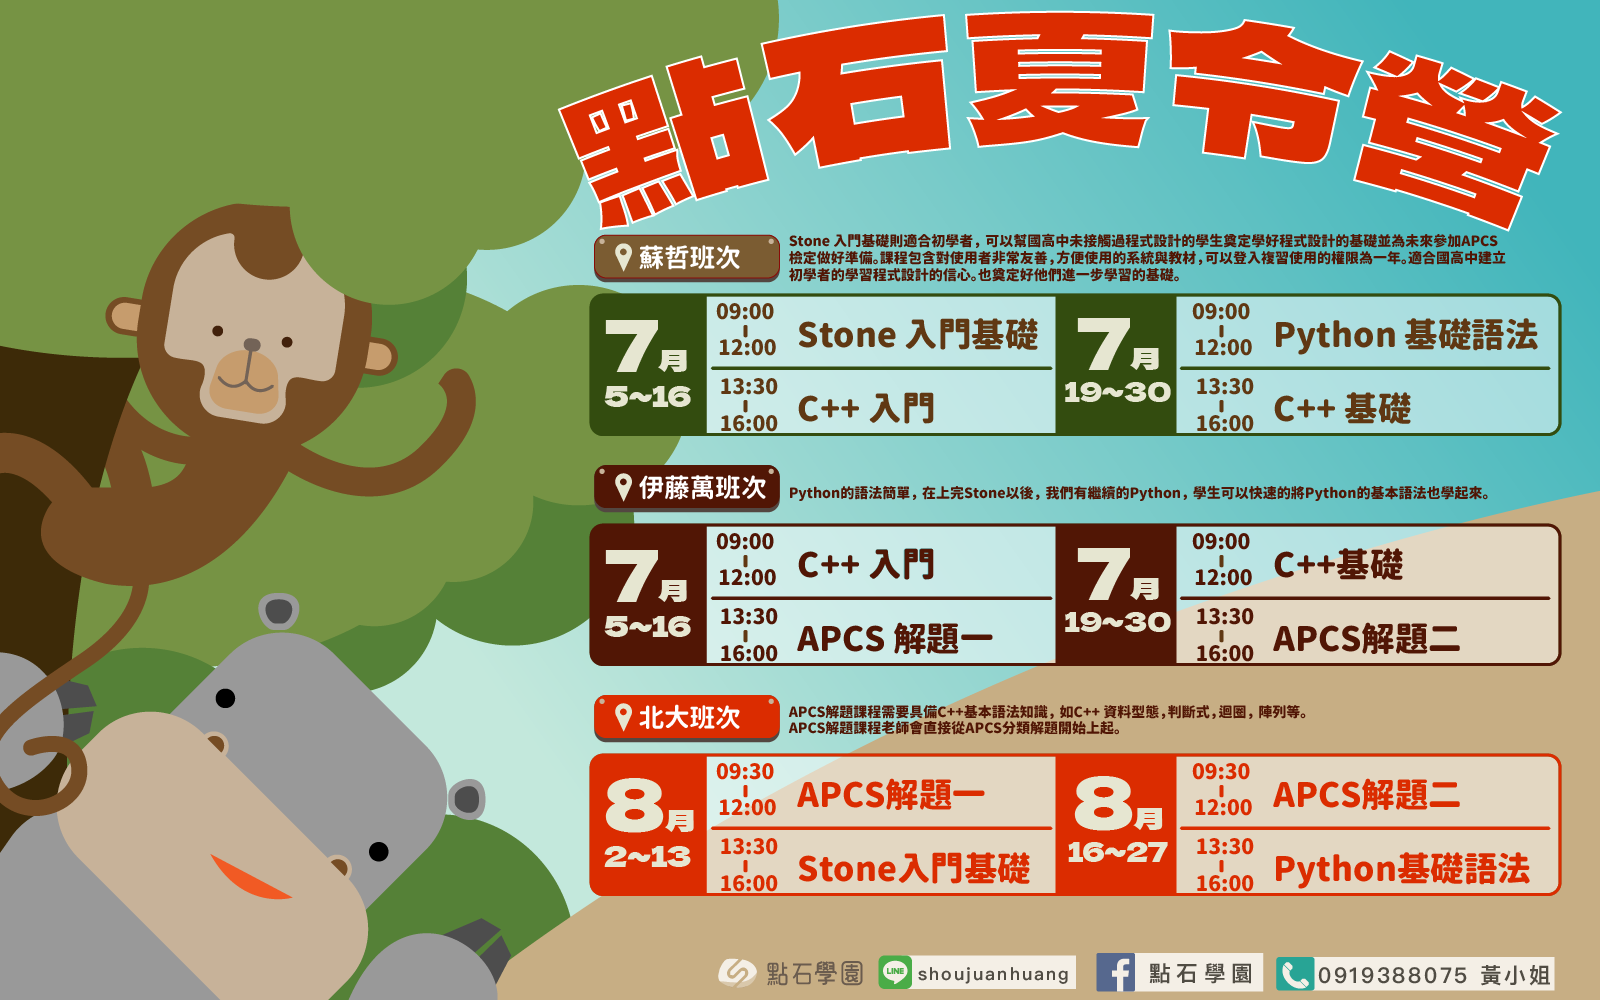 點石夏令營
蘇哲班次
Stone 入門基礎則適合初學者，可以幫國高中未接觸過程式設計的學生奠定學好程式設計的基礎並為未來參加APCS
檢定做好準備。課程包含對使用者非常友善，方便使用的系統與教材，可以登入複習使用的權限為一年。適合國高中建立
初學者的學習程式設計的信心。也奠定好他們進一步學習的基礎。
7月
5~16
09:00
12:00
Stone 入門基礎
13:30
16:00
C++ 入門
7月
19~30
09:00
12:00
Python 基礎語法
13:30
16:00
C++ 基礎
伊藤萬班次
Python的語法簡單，在上完Stone以後，我們有繼續的Python，學生可以快速的將Python的基本語法也學起來。
7月
5~16
09:00
12:00
C++ 入門
13:30
16:00
APCS 解題一
7月
19~30
09:00
12:00
C++基礎
13:30
16:00
APCS解題二
北大班次
APCS解題課程需要具備C++基本語法知識，如C++ 資料型態，判斷式，迴圈，陣列等。
APCS解題課程老師會直接從APCS分類解題開始上起。
8月
2~13
09:30
12:00
APCS解題一
13:30
16:00
Stone入門基礎
8月
16~27
09:30
12:00
APCS解題二
13:30
16:00
Python基礎語法
點石學園
LINE
shoujuanhuang
點石學園
0919388075 黃小姐